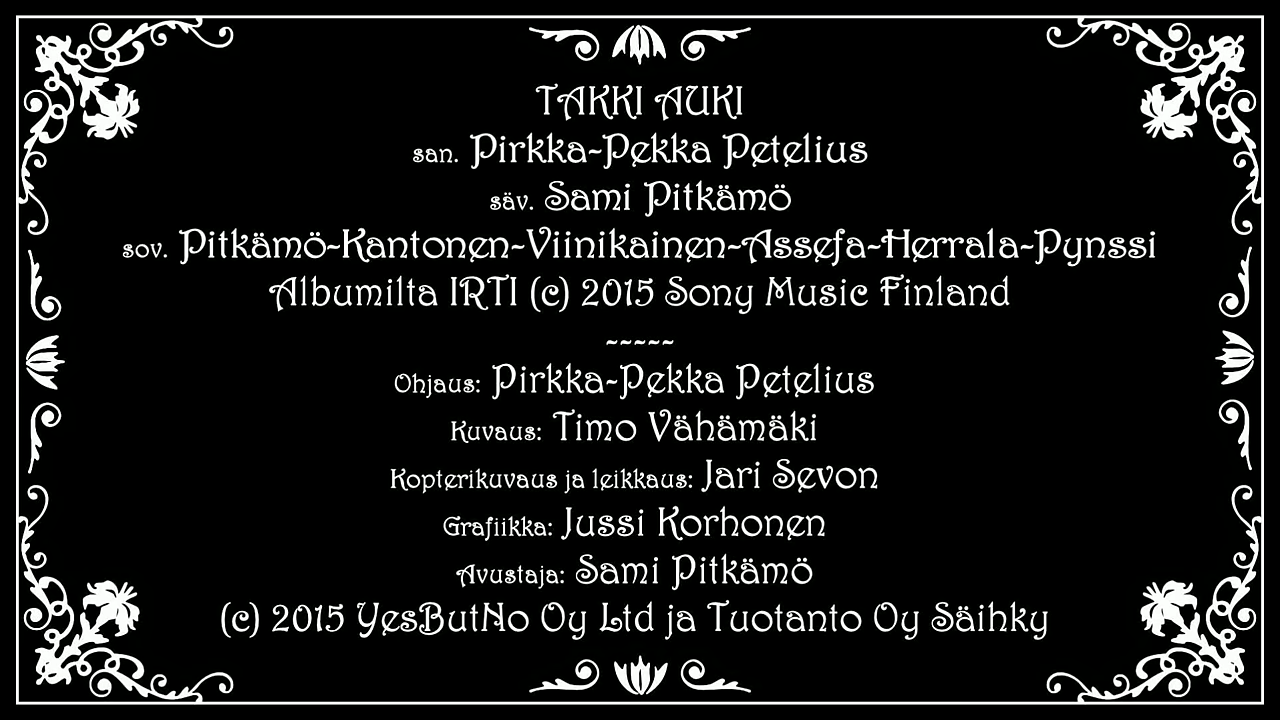 TAKKI AUKI
san. Pirkka-Pekka Petelius
säv. Sami Pitkämö
sov. Pitkämö-Kantonen-Viinikainen-Assefa-Herrala-Pynssi
Albumilta IRTI (c) 2015 Sony Music Finland
~~~~~
Ohjaus: Pirkka-Pekka Petelius
Kuvaus: Timo Vähämäki
Kopterikuvaus ja leikkaus: Jari Sevon
Grafiikka: Jussi Korhonen
Avustaja: Sami Pitkämö
(c) 2015 YesButNo Oy Ltd ja Tuotanto Oy Säihky